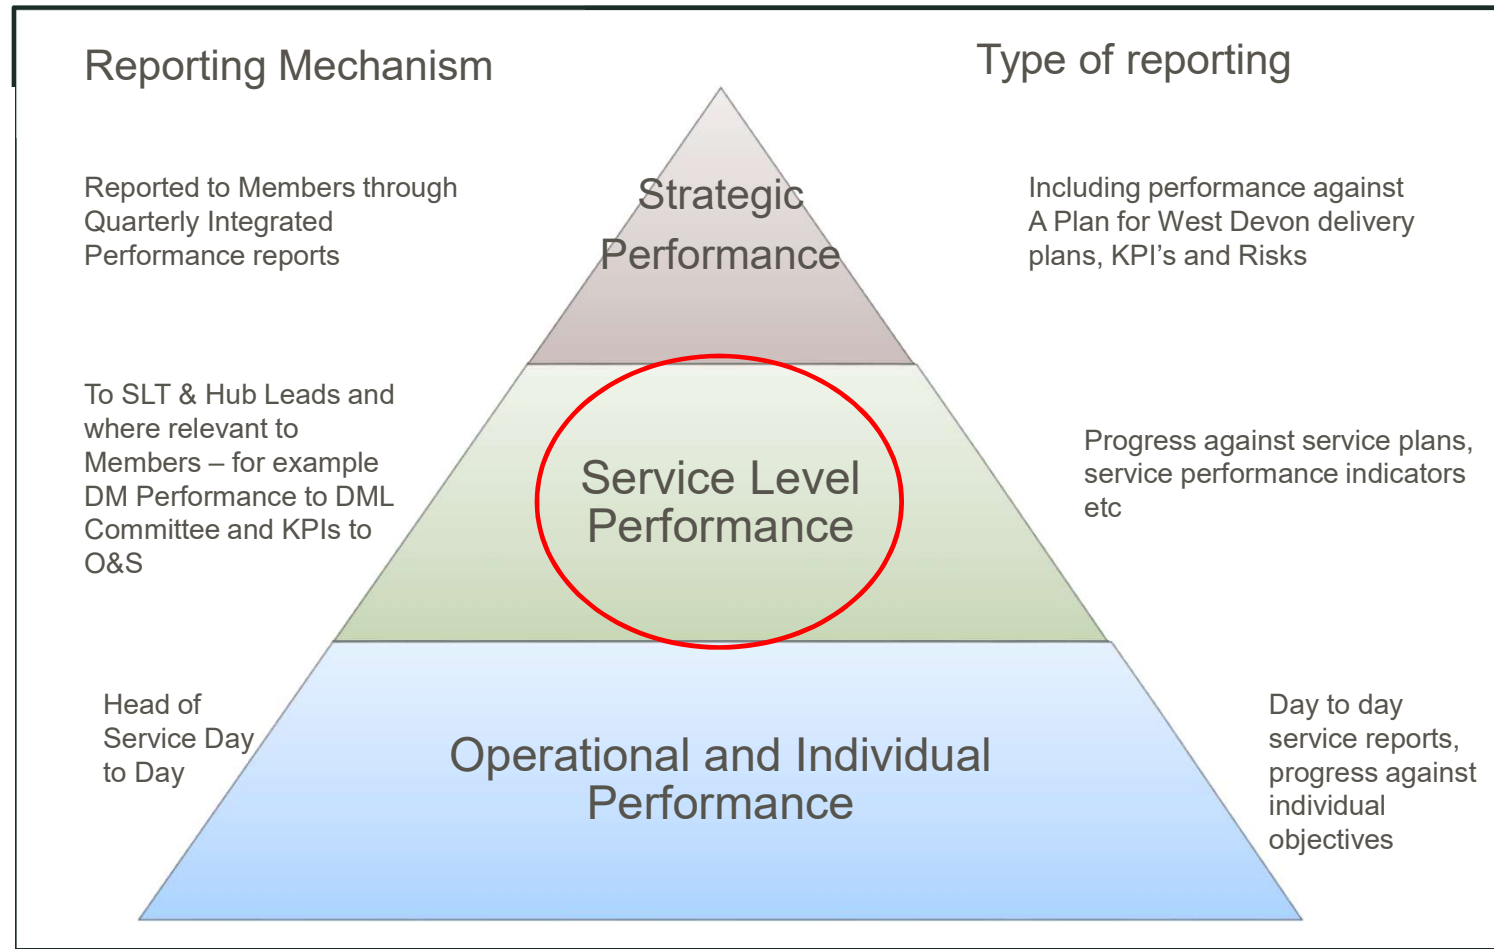 Reporting Mechanism
Type of reporting
Reported to Members through
Quarterly Integrated
Performance reports
Strategic
Performance
Including performance against
A Plan for West Devon delivery
plans, KPI's and Risks
To SLT & Hub Leads and
where relevant to
Members – for example
DM Performance to DML
Committee and KPIs to
O&S
Service Level
Performance
Progress against service plans,
service performance indicators
etc
Head of
Service Day
to Day
Operational and Individual
Performance
Day to day
service reports,
progress against
individual
objectives